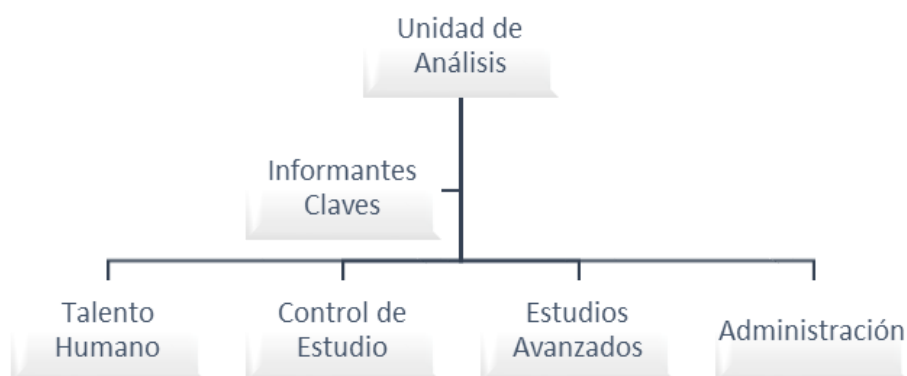 Unidad de
Análisis
Informantes
Claves
Talento
Humano
Control de
Estudio
Estudios
Avanzados
Administración